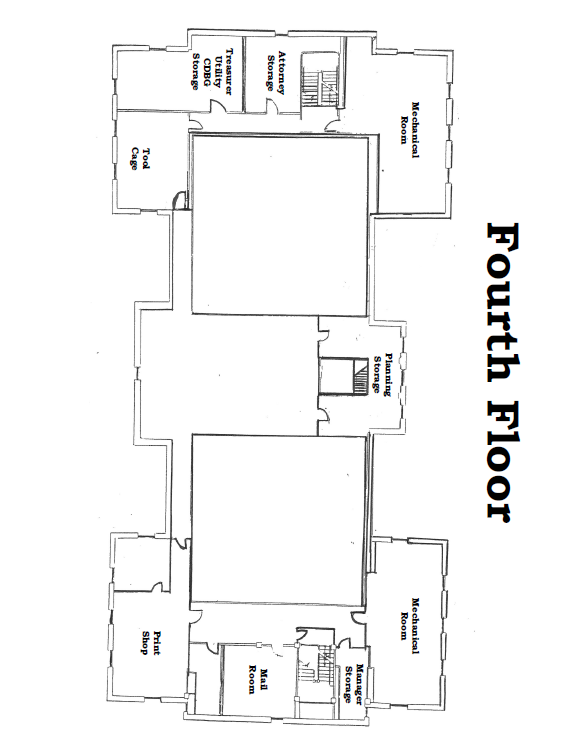 Fourth Floor
Treasurer
Utility
CDBG
Storage
Attorney
Storage
Mechanical
Room
Tool
Cage
Planning
Storage
Mechanical
Room
Print
Shop
Mail
Room
Manager
Storage